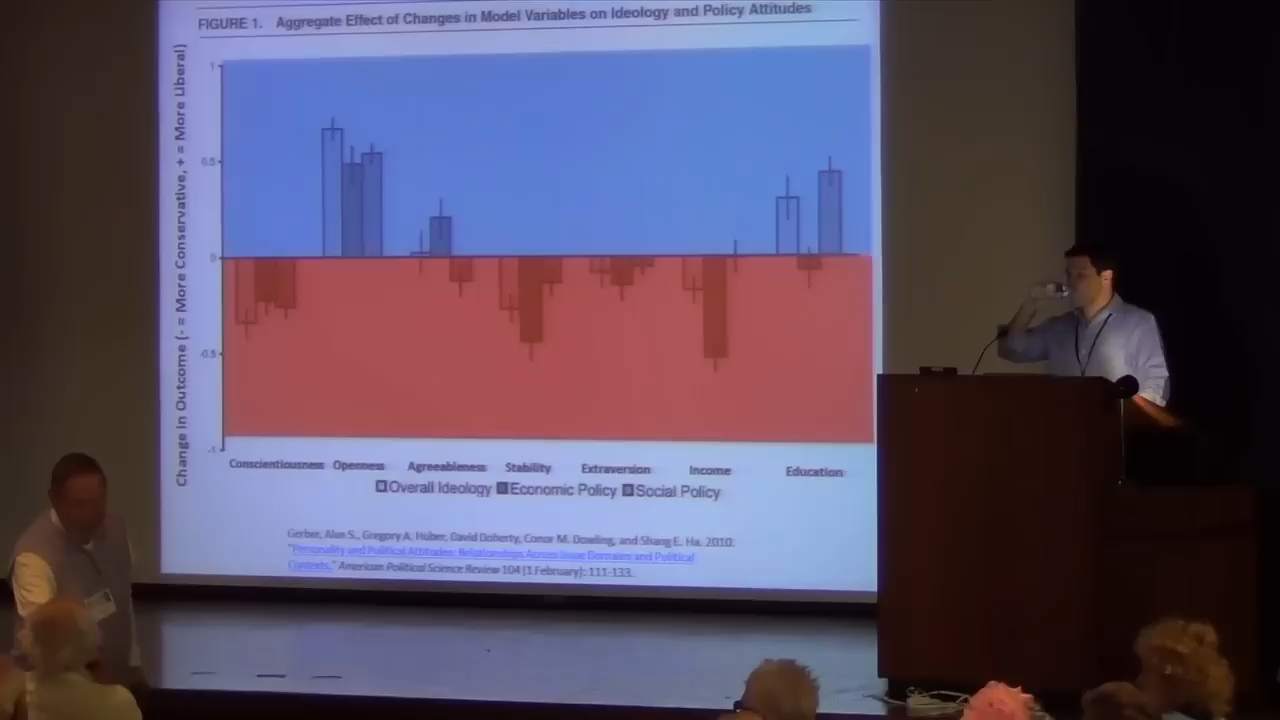 FIGURE 1. Aggregate Effect of Changes in Model Variables on Ideology and Policy Attitudes
Change in Outcome (- = More Conservative, + = More Liberal)
1
0.5
0
-0.5
-1
Conscientiousness Openness Agreeableness Stability Extraversion Income Education
Overall Ideology Economic Policy Social Policy
Gerber, Alan S., Gregory A. Huber, David Doherty, Conor M. Dowling, and Shang E. Ha. 2010.
"Personality and Political Attitudes: Relationships Across Issue Domains and Political
Contexts." American Political Science Review 104 (1 February): 111-133.